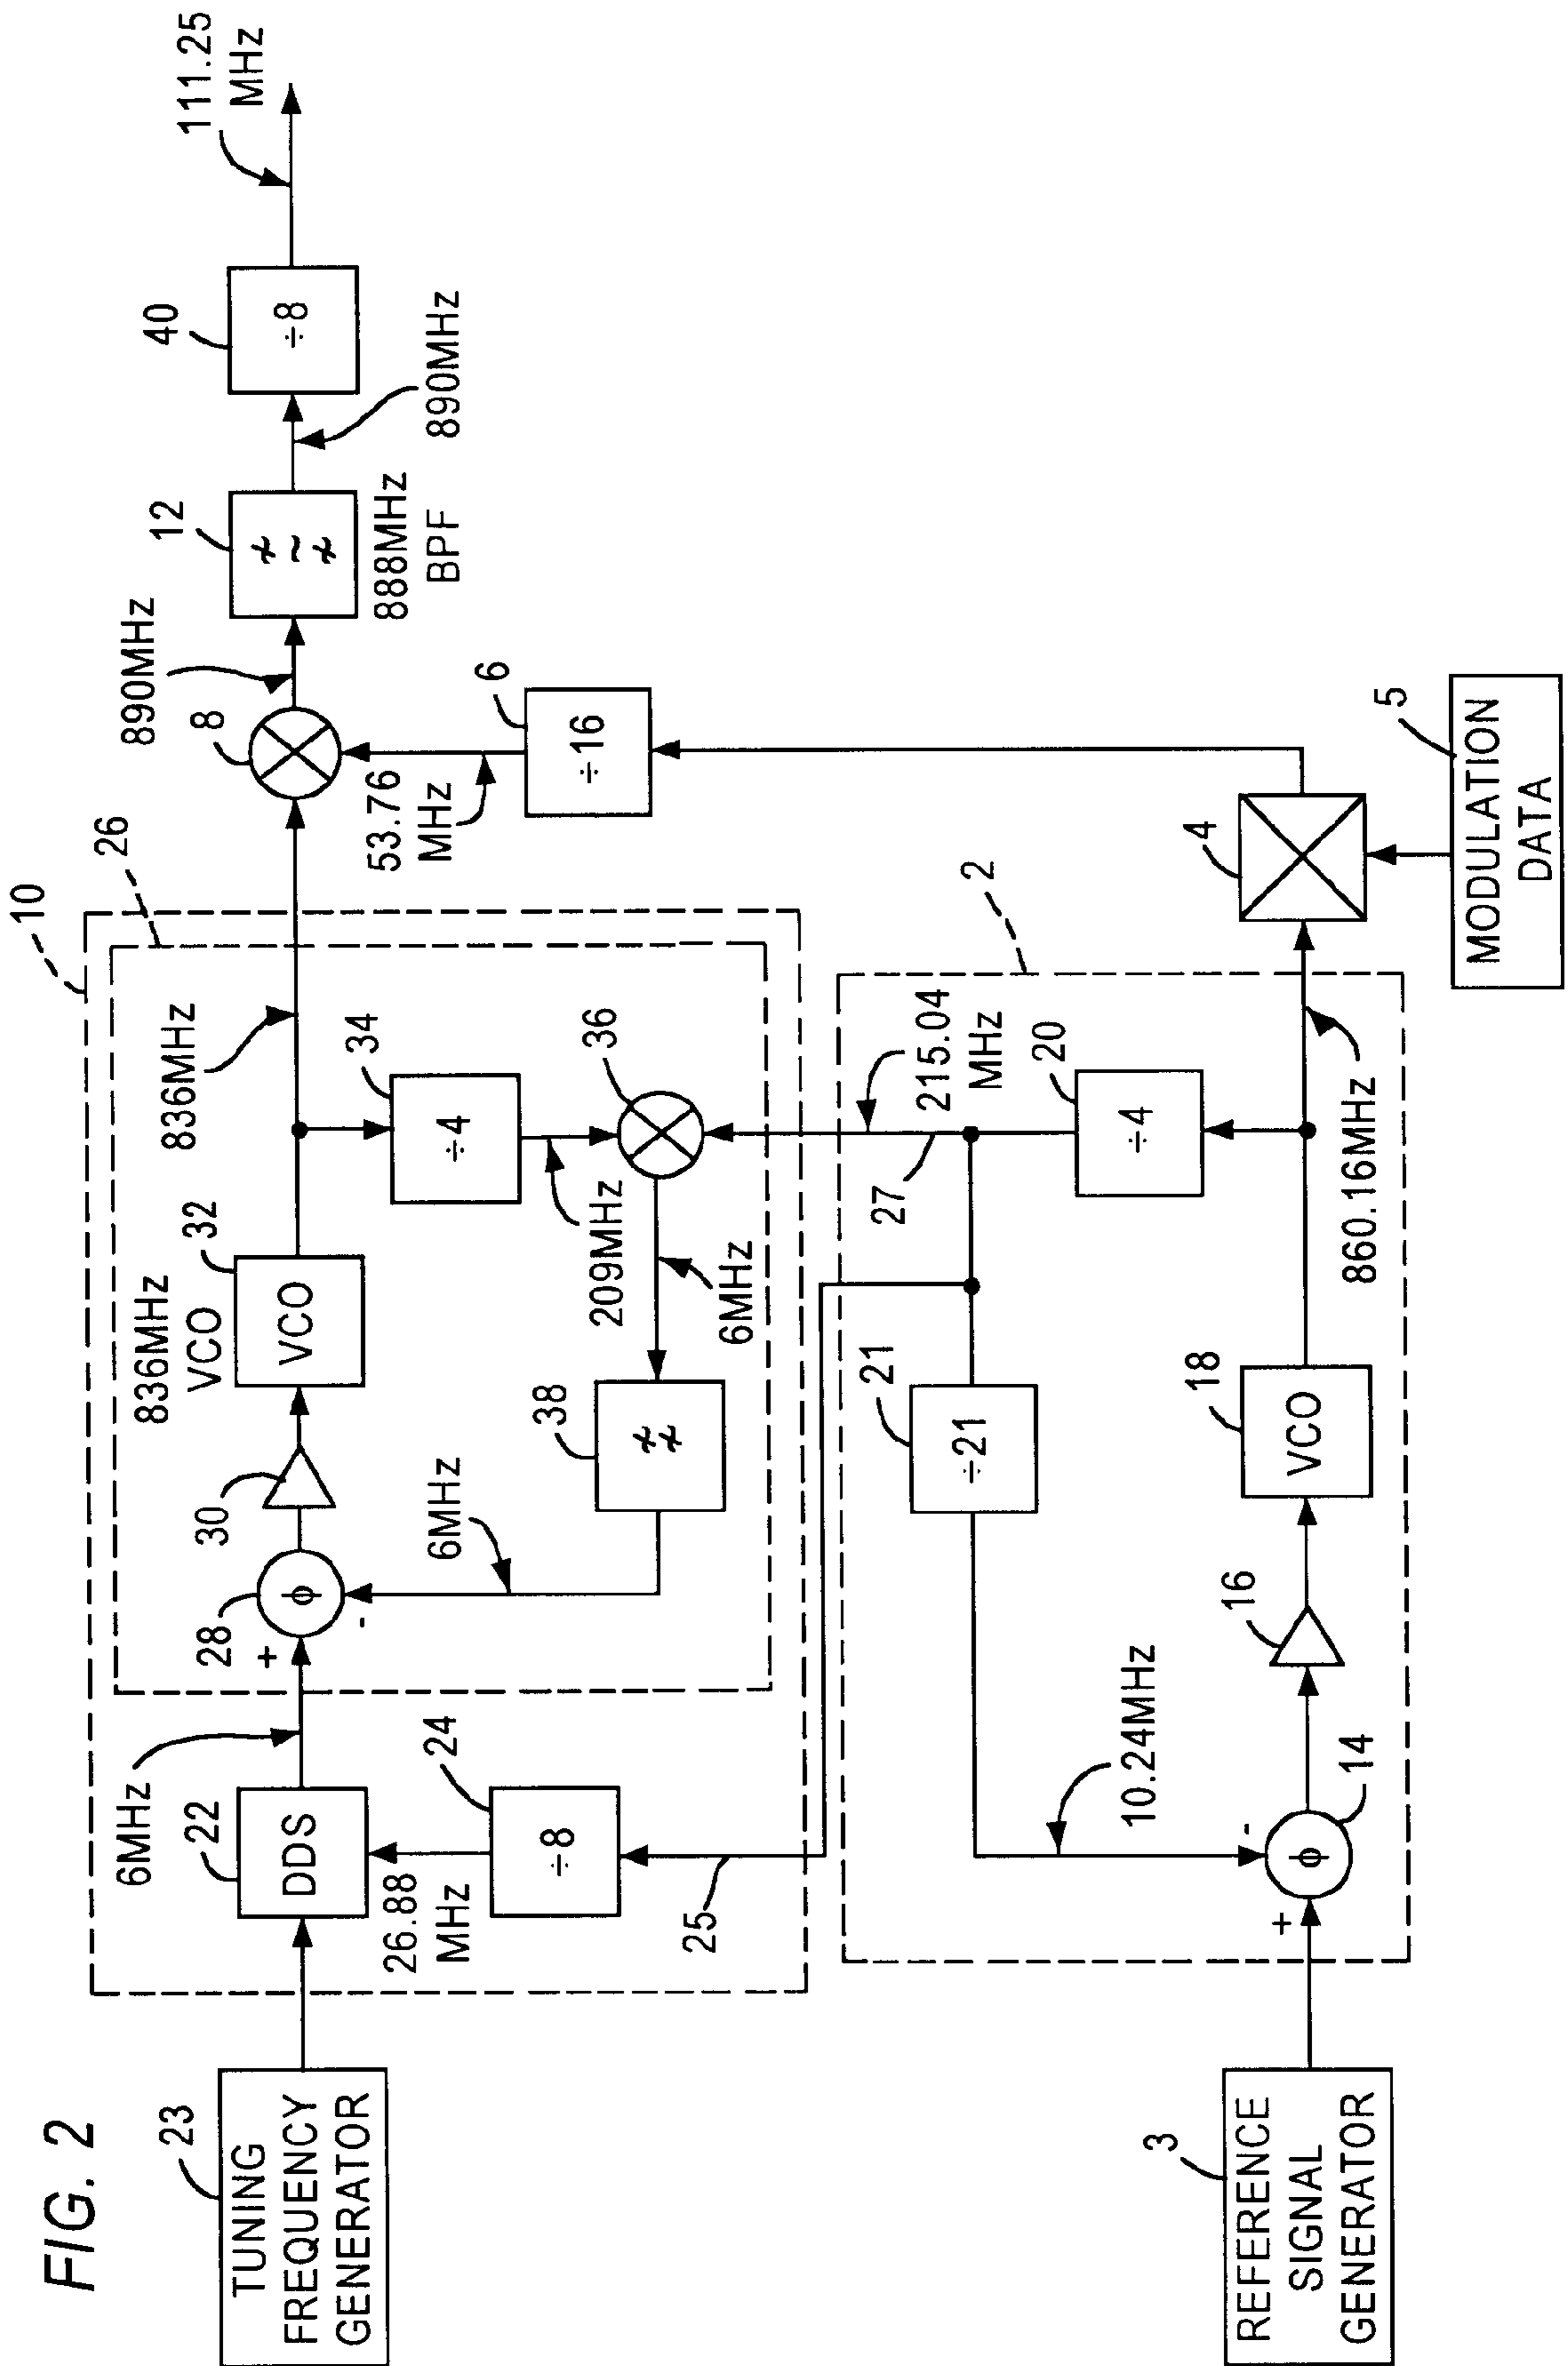 FIG. 2
23
TUNING
FREQUENCY
GENERATOR
6MHz
22
DDS
26.88
MHz
24
÷8
25
10
26
28
+
-
ϕ
30
836MHz
VCO
32
VCO
836MHz
34
÷4
209MHz
36
6MHz
38
6MHz
8
890MHz
12
888MHz
BPF
890MHz
40
÷8
111.25
MHz
53.76
MHz
6
÷16
3
REFERENCE
SIGNAL
GENERATOR
+
-
ϕ
14
10.24MHz
16
18
VCO
21
÷21
27
215.04
MHz
20
÷4
2
860.16MHz
4
5
MODULATION
DATA